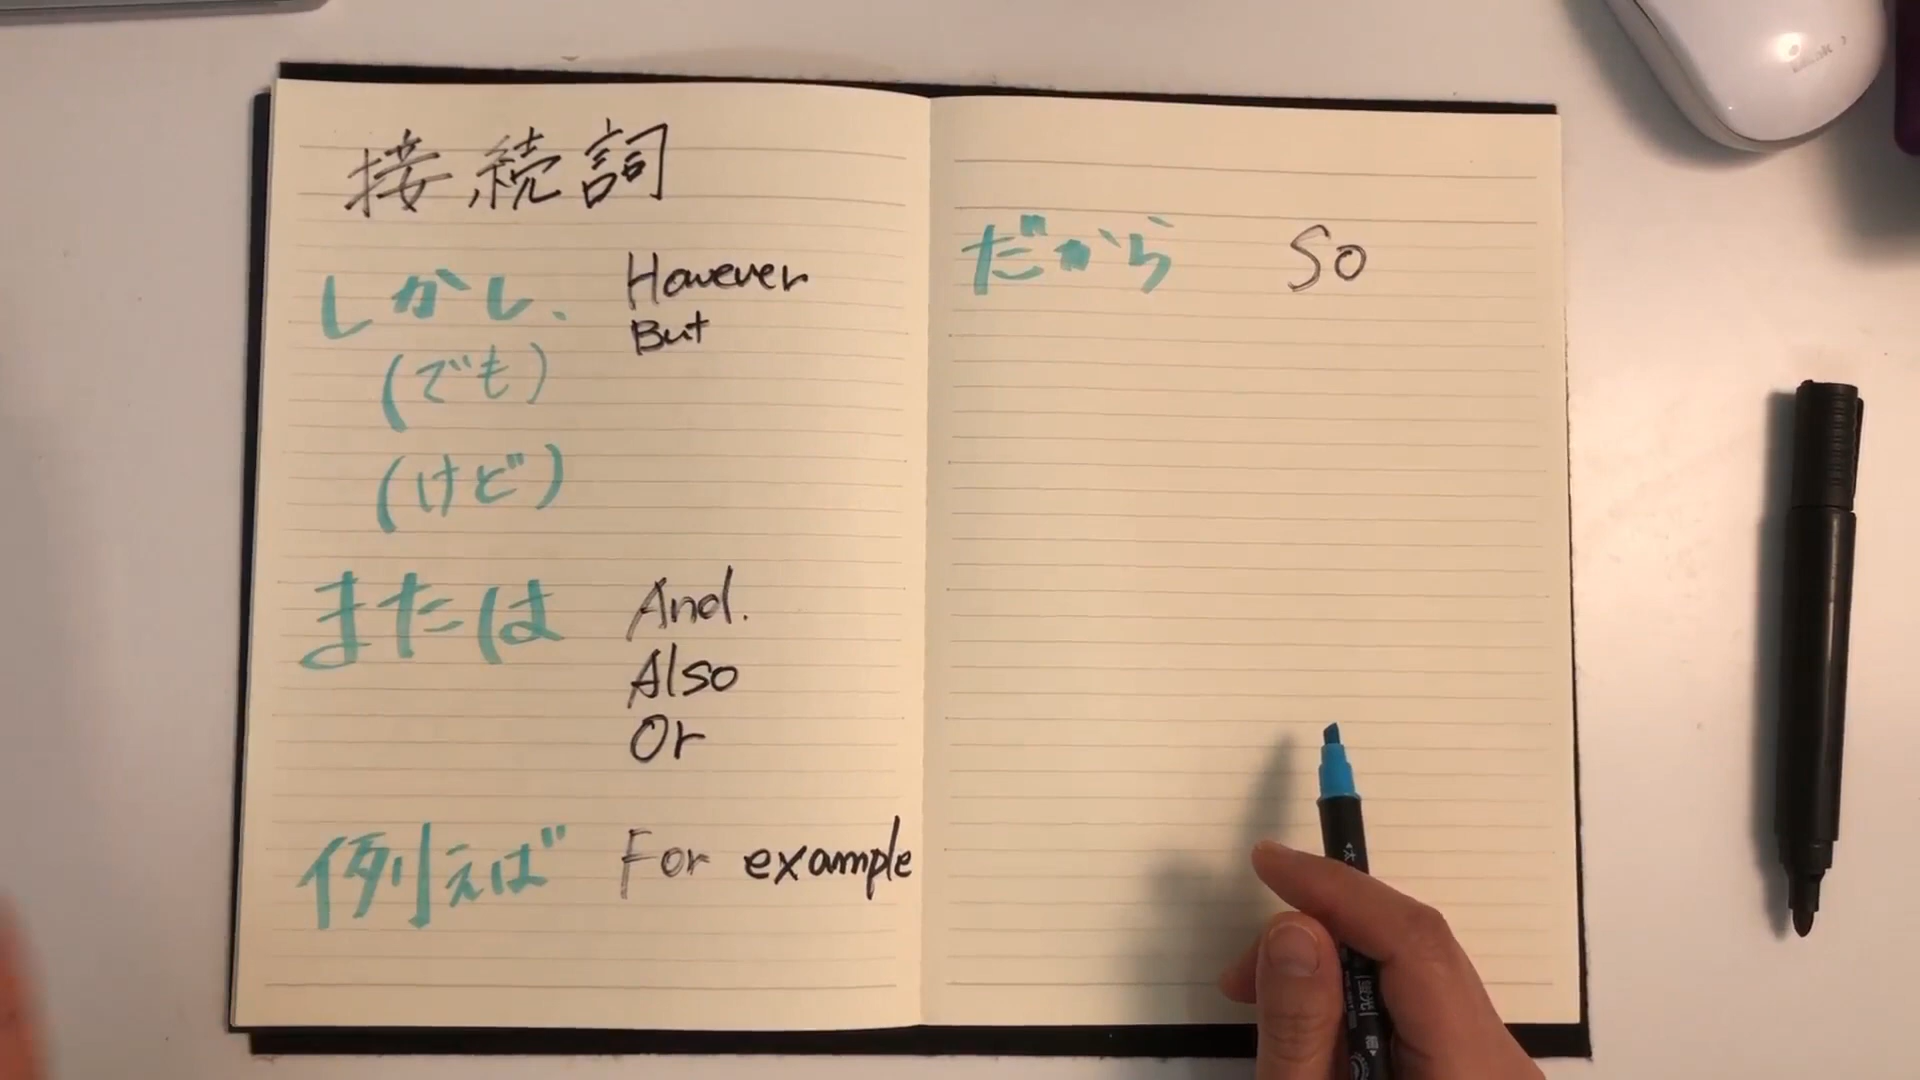 接続詞
しかし、 However
But
(でも)
(けど)
または And.
Also
Or
例えば For example
だから So